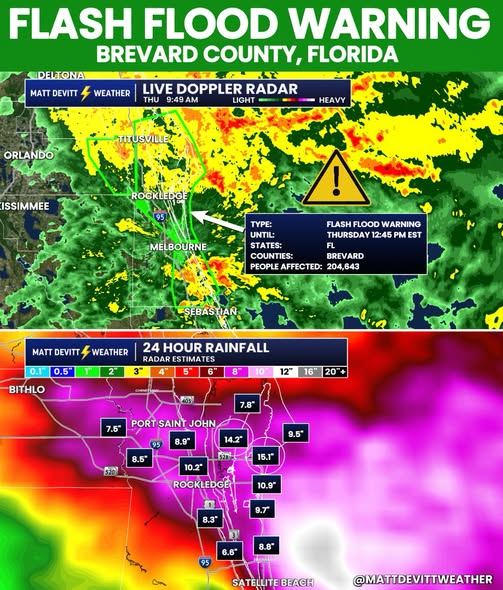 FLASH FLOOD WARNING
BREVARD COUNTY, FLORIDA
DELTONA
MATT DEVITT WEATHER
LIVE DOPPLER RADAR
THU 9:49 AM LIGHT HEAVY
TITUSVILLE
ORLANDO
KISSIMMEE
ROCKLEDGE
95
TYPE: FLASH FLOOD WARNING
UNTIL: THURSDAY 12:45 PM EST
STATES: FL
COUNTIES: BREVARD
PEOPLE AFFECTED: 204,643
MELBOURNE
SEBASTIAN
MATT DEVITT WEATHER
24 HOUR RAINFALL
RADAR ESTIMATES
0.1" 0.5" 1" 2" 3" 4" 5" 6" 8" 10" 12" 16" 20"+
BITHLO
405
7.8"
7.5"
PORT SAINT JOHN
95
8.9"
14.2"
9.5"
8.5"
528
15.1"
10.2"
ROCKLEDGE
10.9"
9.7"
8.3"
6.6"
8.8"
95
SATELLITE BEACH
@MATTDEVITTWEATHER